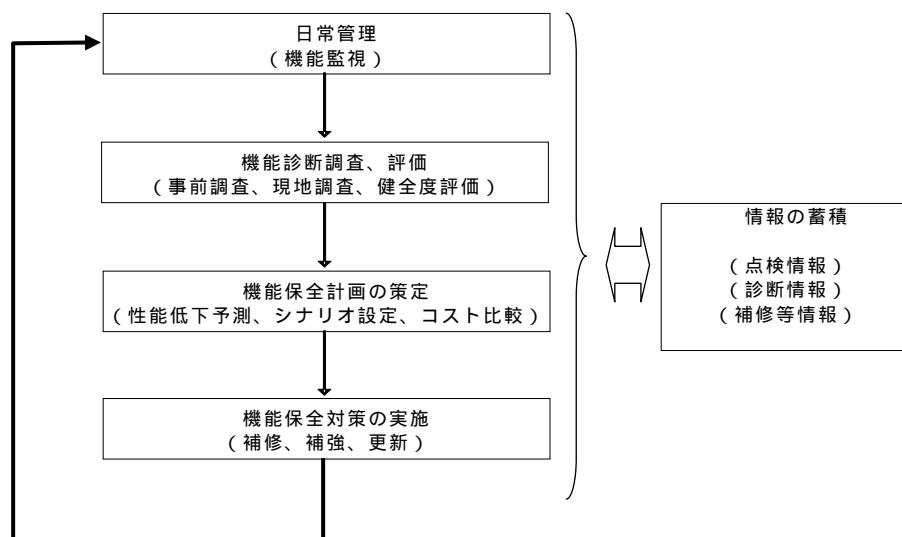 日常管理
（機能監視）
機能診断調査、評価
（事前調査、現地調査、健全度評価）
機能保全計画の策定
（性能低下予測、シナリオ設定、コスト比較）
機能保全対策の実施
（補修、補強、更新）
情報の蓄積
（点検情報）
（診断情報）
（補修等情報）